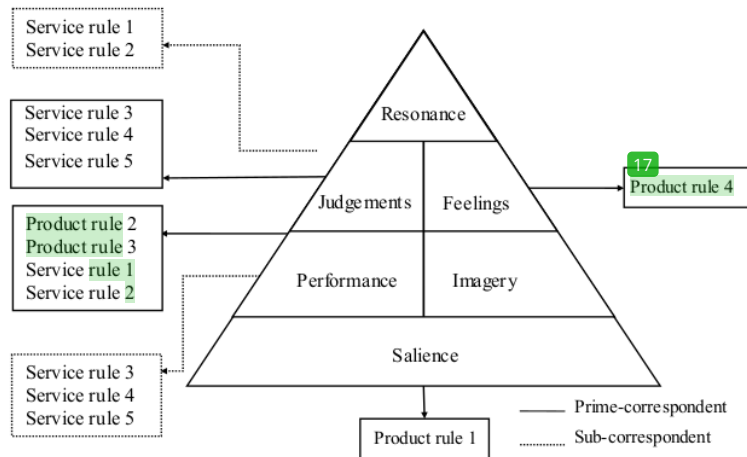 Service rule 1
Service rule 2
Service rule 3
Service rule 4
Service rule 5
Product rule 2
Product rule 3
Service rule 1
Service rule 2
Service rule 3
Service rule 4
Service rule 5
Resonance
Judgements
Feelings
Performance
Imagery
Salience
17
Product rule 4
Product rule 1
Prime-correspondent
Sub-correspondent